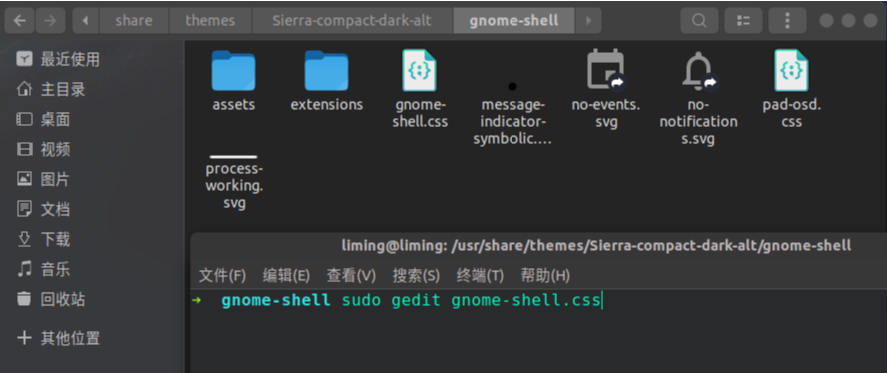 share themes Sierra-compact-dark-alt gnome-shell
最近使用
主目录
桌面
视频
图片
文档
下载
音乐
回收站
其他位置
assets
extensions
gnome-
shell.css
message-
indicator-
symbolic....
no-events.
svg
no-
notification
s.svg
pad-osd.
css
process-
working.
svg
liming@liming: /usr/share/themes/Sierra-compact-dark-alt/gnome-shell
文件(F) 编辑(E) 查看(V) 搜索(S) 终端(T) 帮助(H)
➜ gnome-shell sudo gedit gnome-shell.css